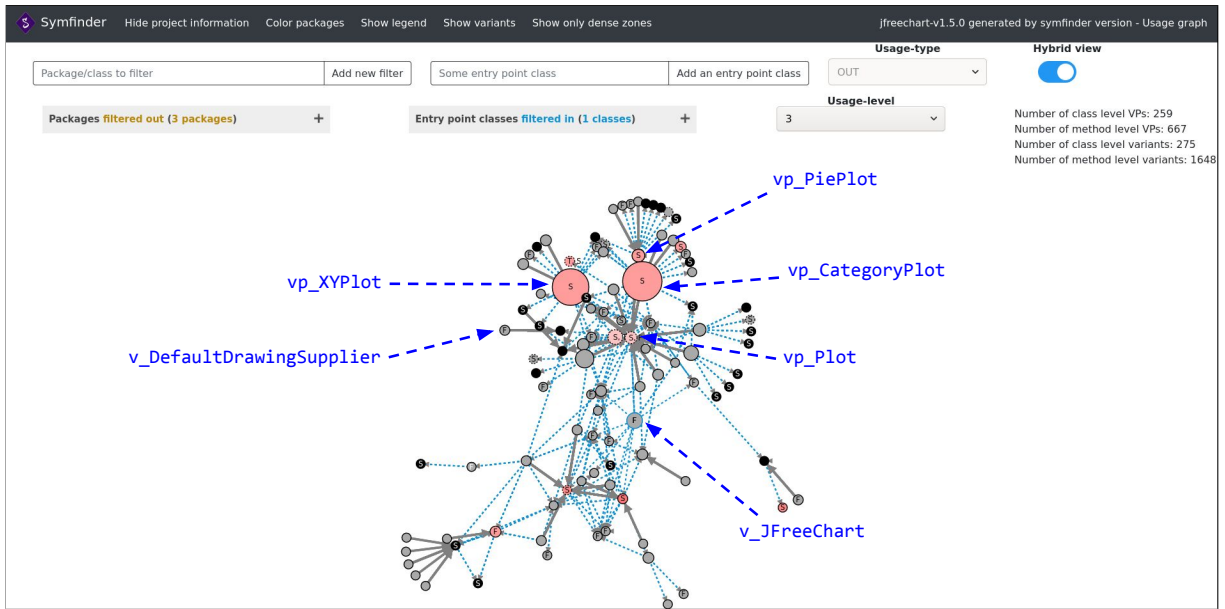 Symfinder Hide project information Color packages Show legend Show variants Show only dense zones jfreechart-v1.5.0 generated by symfinder version - Usage graph
Usage-type Hybrid view
Package/class to filter Add new filter Some entry point class Add an entry point class OUT
Usage-level
Packages filtered out (3 packages) + Entry point classes filtered in (1 classes) + 3
Number of class level VPs: 259
Number of method level VPs: 667
Number of class level variants: 275
Number of method level variants: 1648
vp_PiePlot
vp_XYPlot
vp_CategoryPlot
v_DefaultDrawingSupplier
vp_Plot
v_JFreeChart